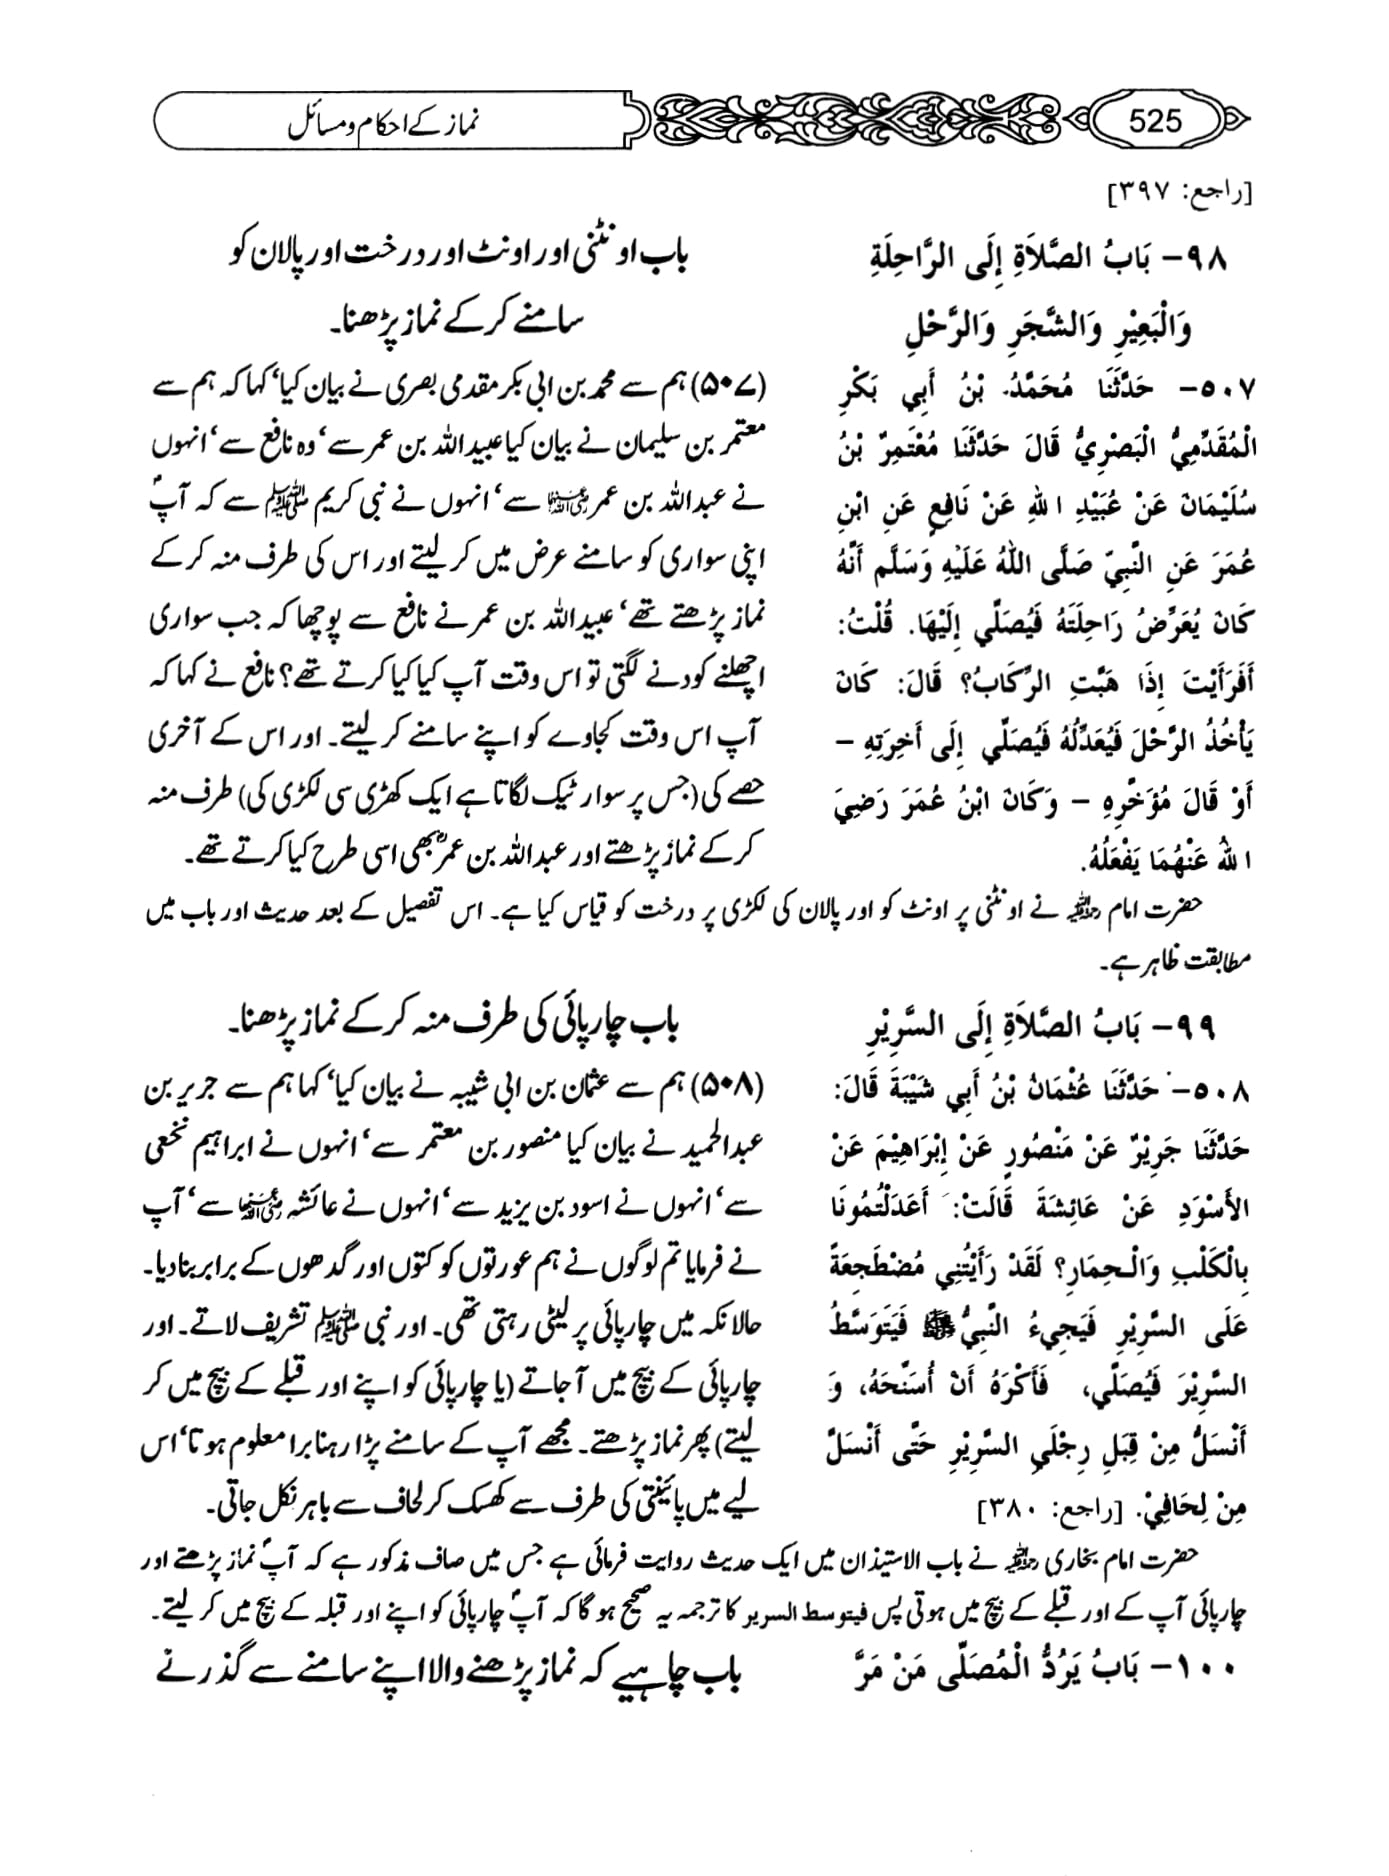 525
نماز کے احکام و مسائل
[راجع: ٣٩٧]
٩٨- بَابُ الصَّلاَةِ إِلَى الرَّاحِلَةِ
وَالْبَعِيْرِ وَالشَّجَرِ وَالرَّحْلِ
٥٠٧- حَدَّثَنَا مُحَمَّدُ بْنُ أَبِي بَكْرِ
الْمُقَدَّمِيُّ الْبَصْرِيُّ قَالَ حَدَّثَنَا مُعْتَمِرٌ بْنُ
سُلَيْمَانَ عَنْ عُبَيْدِ اللهِ عَنْ نَافِعٍ عَنِ ابْنِ
عُمَرَ عَنِ النَّبِيِّ صَلَّى اللهُ عَلَيْهِ وَسَلَّم أَنَّهُ
كَانَ يُعَرِّضُ رَاحِلَتَهُ فَيُصَلِّي إِلَيْهَا. قُلْتُ:
أَفَرَأَيْتَ إِذَا هَبَّتِ الرِّكَابُ؟ قَالَ: كَانَ
يَأْخُذُ الرَّحْلَ فَيُعَدِّلُهُ فَيُصَلِّي إِلَى أَخِرَتِهِ –
أَوْ قَالَ مُؤَخَّرِهِ – وَكَانَ ابْنُ عُمَرَ رَضِيَ
اللهُ عَنْهُمَا يَفْعَلُهُ.
باب اونٹنی اور اونٹ اور درخت اور پالان کو
سامنے کر کے نماز پڑھنا۔
(۵۰۷) ہم سے محمد بن ابی بکر مقدمی بصری نے بیان کیا‘ کہا کہ ہم سے
معتمر بن سلیمان نے بیان کیا عبید اللہ بن عمر سے‘ وہ نافع سے‘ انہوں
نے عبداللہ بن عمر رضی اللہ عنہما سے‘ انہوں نے نبی کریم ﷺ سے کہ آپؐ
اپنی سواری کو سامنے عرض میں کر لیتے اور اس کی طرف منہ کر کے
نماز پڑھتے تھے‘ عبید اللہ بن عمر نے نافع سے پوچھا کہ جب سواری
اچھلنے کودنے لگتی تو اس وقت آپ کیا کیا کرتے تھے؟ نافع نے کہا کہ
آپ اس وقت کجاوے کو اپنے سامنے کر لیتے۔ اور اس کے آخری
حصے کی (جس پر سوار ٹیک لگاتا ہے ایک کھڑی سی لکڑی کی) طرف منہ
کر کے نماز پڑھتے اور عبداللہ بن عمرؓ بھی اسی طرح کیا کرتے تھے۔
حضرت امام رحمۃ اللہ علیہ نے اونٹنی پر اونٹ کو اور پالان کی لکڑی پر درخت کو قیاس کیا ہے۔ اس تفصیل کے بعد حدیث اور باب میں
مطابقت ظاہر ہے۔
٩٩- بَابُ الصَّلاَةِ إِلَى السَّرِيْرِ
٥٠٨- حَدَّثَنَا عُثْمَانُ بْنُ أَبِي شَيْبَةَ قَالَ:
حَدَّثَنَا جَرِيْرٌ عَنْ مَنْصُورٍ عَنْ إِبْرَاهِيْمَ عَنْ
الأَسْوَدِ عَنْ عَائِشَةَ قَالَتْ: أَعَدَلْتُمُونَا
بِالْكَلْبِ وَالْحِمَارِ؟ لَقَدْ رَأَيْتُنِي مُضْطَجِعَةً
عَلَى السَّرِيْرِ فَيَجِيءُ النَّبِيُّ ﷺ فَيَتَوَسَّطُ
السَّرِيْرَ فَيُصَلِّي، فَأَكْرَهُ أَنْ أُسَنِّحَهُ، وَ
أَنْسَلُّ مِنْ قِبَلِ رِجْلَيِ السَّرِيْرِ حَتَّى أَنْسَلَّ
مِنْ لِحَافِيْ. [راجع: ٣٨٠]
باب چارپائی کی طرف منہ کر کے نماز پڑھنا۔
(۵۰۸) ہم سے عثمان بن ابی شیبہ نے بیان کیا‘ کہا ہم سے جریر بن
عبدالحمید نے بیان کیا منصور بن معتمر سے‘ انہوں نے ابراہیم نخعی
سے‘ انہوں نے اسود بن یزید سے‘ انہوں نے عائشہ رضی اللہ عنہا سے‘ آپ
نے فرمایا تم لوگوں نے ہم عورتوں کو کتوں اور گدھوں کے برابر بنا دیا۔
حالانکہ میں چارپائی پر لیٹی رہتی تھی۔ اور نبی ﷺ تشریف لاتے۔ اور
چارپائی کے بیچ میں آجاتے (یا چارپائی کو اپنے اور قبلے کے بیچ میں کر
لیتے) پھر نماز پڑھتے۔ مجھے آپ کے سامنے پڑا رہنا برا معلوم ہوتا‘ اس
لیے میں پائینتی کی طرف سے کھسک کر لحاف سے باہر نکل جاتی۔
حضرت امام بخاری رحمۃ اللہ علیہ نے باب الاستیذان میں ایک حدیث روایت فرمائی ہے جس میں صاف مذکور ہے کہ آپؐ نماز پڑھتے اور
چارپائی آپ کے اور قبلے کے بیچ میں ہوتی پس فیتوسط السریر کا ترجمہ یہ صحیح ہو گا کہ آپؐ چارپائی کو اپنے اور قبلہ کے بیچ میں کر لیتے۔
١٠٠- بَابُ يَرُدُّ الْمُصَلِّى مَنْ مَرَّ
باب چاہیے کہ نماز پڑھنے والا اپنے سامنے سے گذرنے